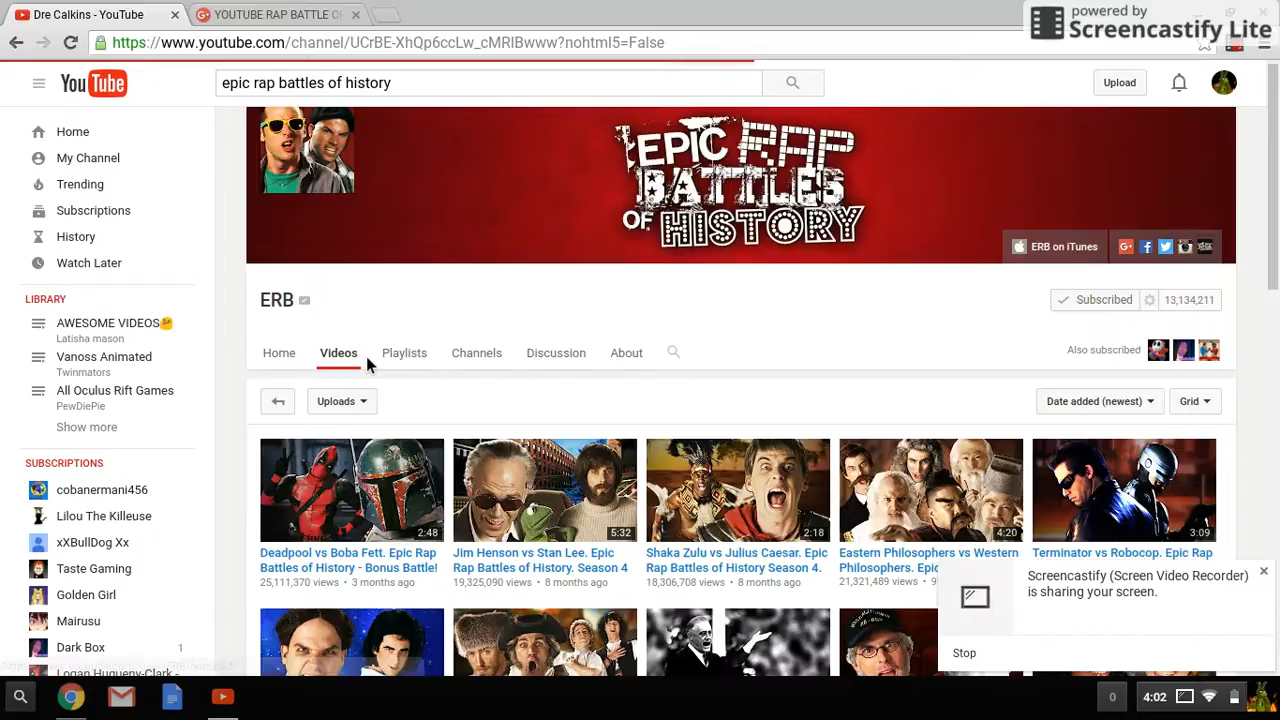 Dre Calkins - YouTube
YOUTUBE RAP BATTLE C
powered by
Screencastify Lite
https://www.youtube.com/channel/UCrBE-XhQp6ccLw_cMRIBwww?nohtml5=False
YouTube
epic rap battles of history
Upload
EPIC RAP
BATTLES
OF HISTORY
ERB on iTunes
Home
My Channel
Trending
Subscriptions
History
Watch Later
LIBRARY
AWESOME VIDEOS
Latisha mason
Vanoss Animated
Twinmators
All Oculus Rift Games
PewDiePie
Show more
SUBSCRIPTIONS
cobanermani456
Lilou The Killeuse
xXBullDog Xx
Taste Gaming
Golden Girl
Mairusu
Dark Box 1
Logan Hugueny-Clark -
ERB
Subscribed 13,134,211
Home Videos Playlists Channels Discussion About
Also subscribed
Uploads
Date added (newest) Grid
2:48 5:32 2:18 4:20 3:09
Deadpool vs Boba Fett. Epic Rap
Battles of History - Bonus Battle!
25,111,370 views • 3 months ago
Jim Henson vs Stan Lee. Epic
Rap Battles of History. Season 4
19,325,090 views • 8 months ago
Shaka Zulu vs Julius Caesar. Epic
Rap Battles of History Season 4.
18,306,708 views • 8 months ago
Eastern Philosophers vs Western
Philosophers. Epic
21,321,489 views • 9
Terminator vs Robocop. Epic Rap
Screencastify (Screen Video Recorder)
is sharing your screen.
Stop
0 4:02